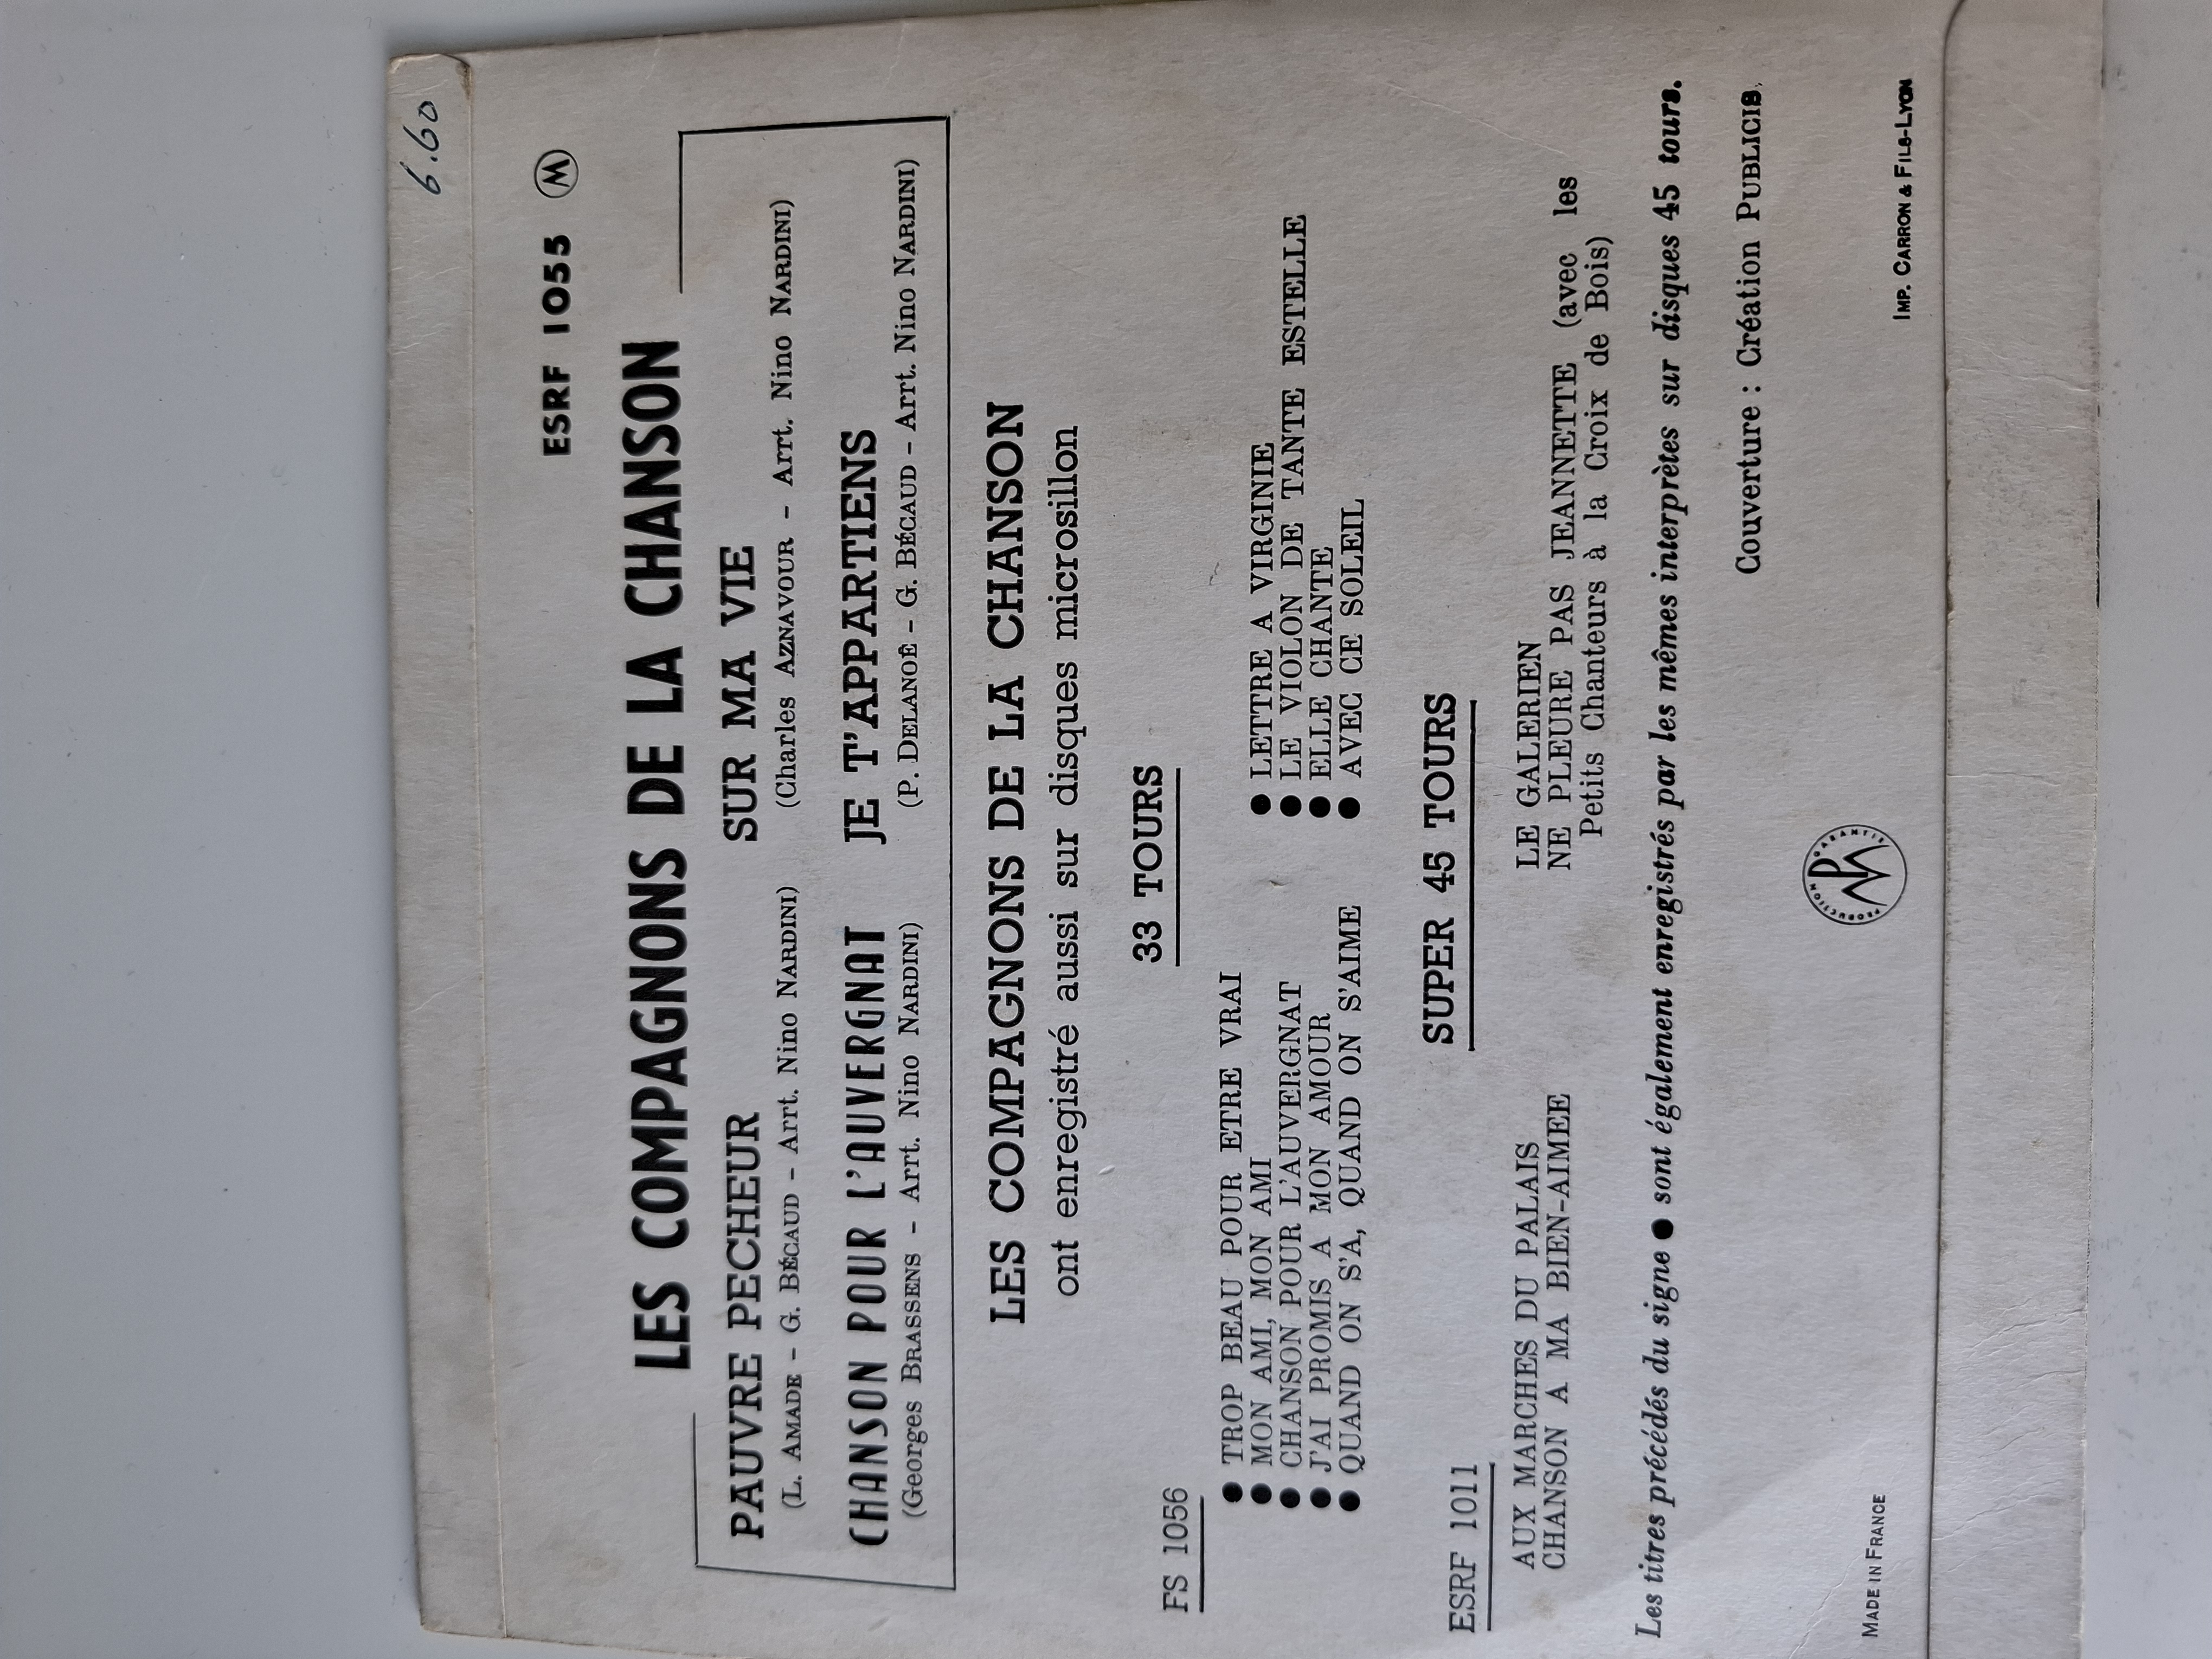 6.60
ESRF 1055 M
LES COMPAGNONS DE LA CHANSON
PAUVRE PECHEUR
(L. AMADE - G. BÉCAUD - Arrt. Nino NARDINI)
SUR MA VIE
(Charles AZNAVOUR - Arrt. Nino NARDINI)
CHANSON POUR L'AUVERGNAT
(Georges BRASSENS - Arrt. Nino NARDINI)
JE T'APPARTIENS
(P. DELANOË - G. BÉCAUD - Arrt. Nino NARDINI)
LES COMPAGNONS DE LA CHANSON
ont enregistré aussi sur disques microsillon
33 TOURS
FS 1056
● TROP BEAU POUR ETRE VRAI
● MON AMI, MON AMI
● CHANSON POUR L'AUVERGNAT
● J'AI PROMIS A MON AMOUR
● QUAND ON S'A, QUAND ON S'AIME
● LETTRE A VIRGINIE
● LE VIOLON DE TANTE ESTELLE
● ELLE CHANTE
● AVEC CE SOLEIL
SUPER 45 TOURS
ESRF 1011
AUX MARCHES DU PALAIS
CHANSON A MA BIEN-AIMEE
LE GALERIEN
NE PLEURE PAS JEANNETTE (avec les
Petits Chanteurs à la Croix de Bois)
Les titres précédés du signe ● sont également enregistrés par les mêmes interprètes sur disques 45 tours.
Couverture : Création PUBLICIS.
PRODUCTION GARANTIE
MADE IN FRANCE
IMP. CARRON & FILS-LYON